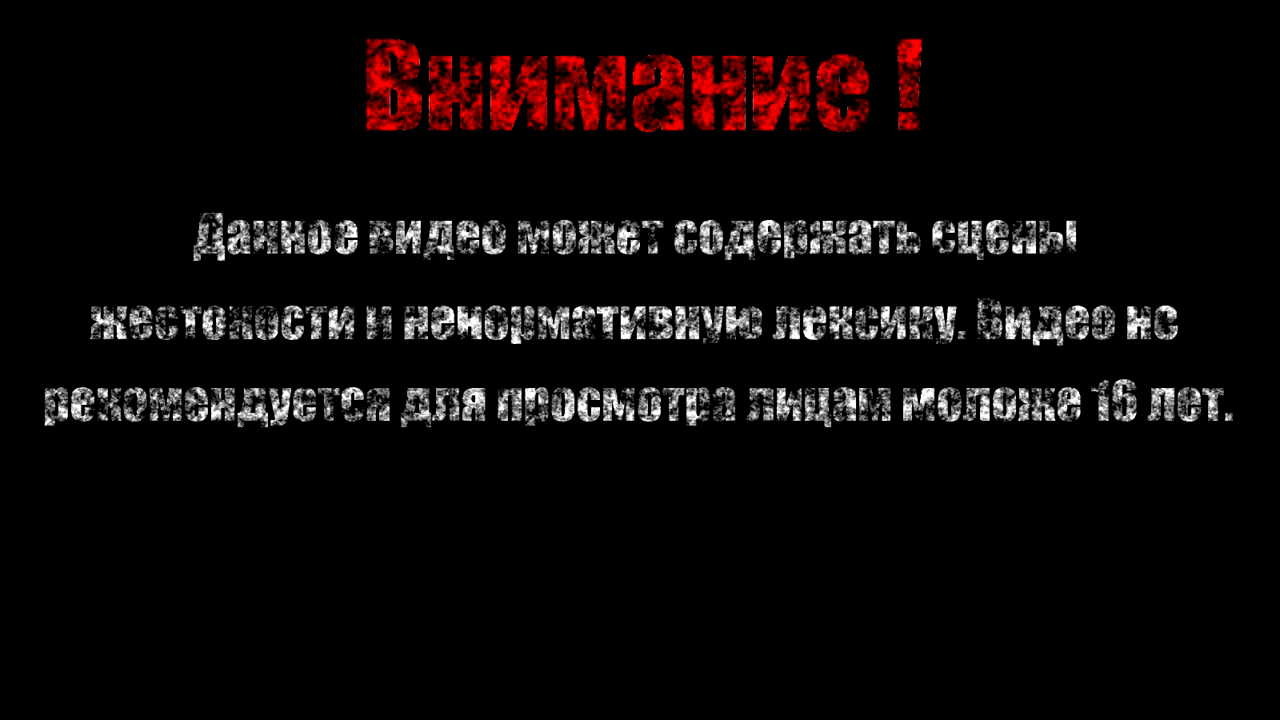 Внимание !
Данное видео может содержать сцены
жестокости и ненормативную лексику. Видео не
рекомендуется для просмотра лицам моложе 16 лет.